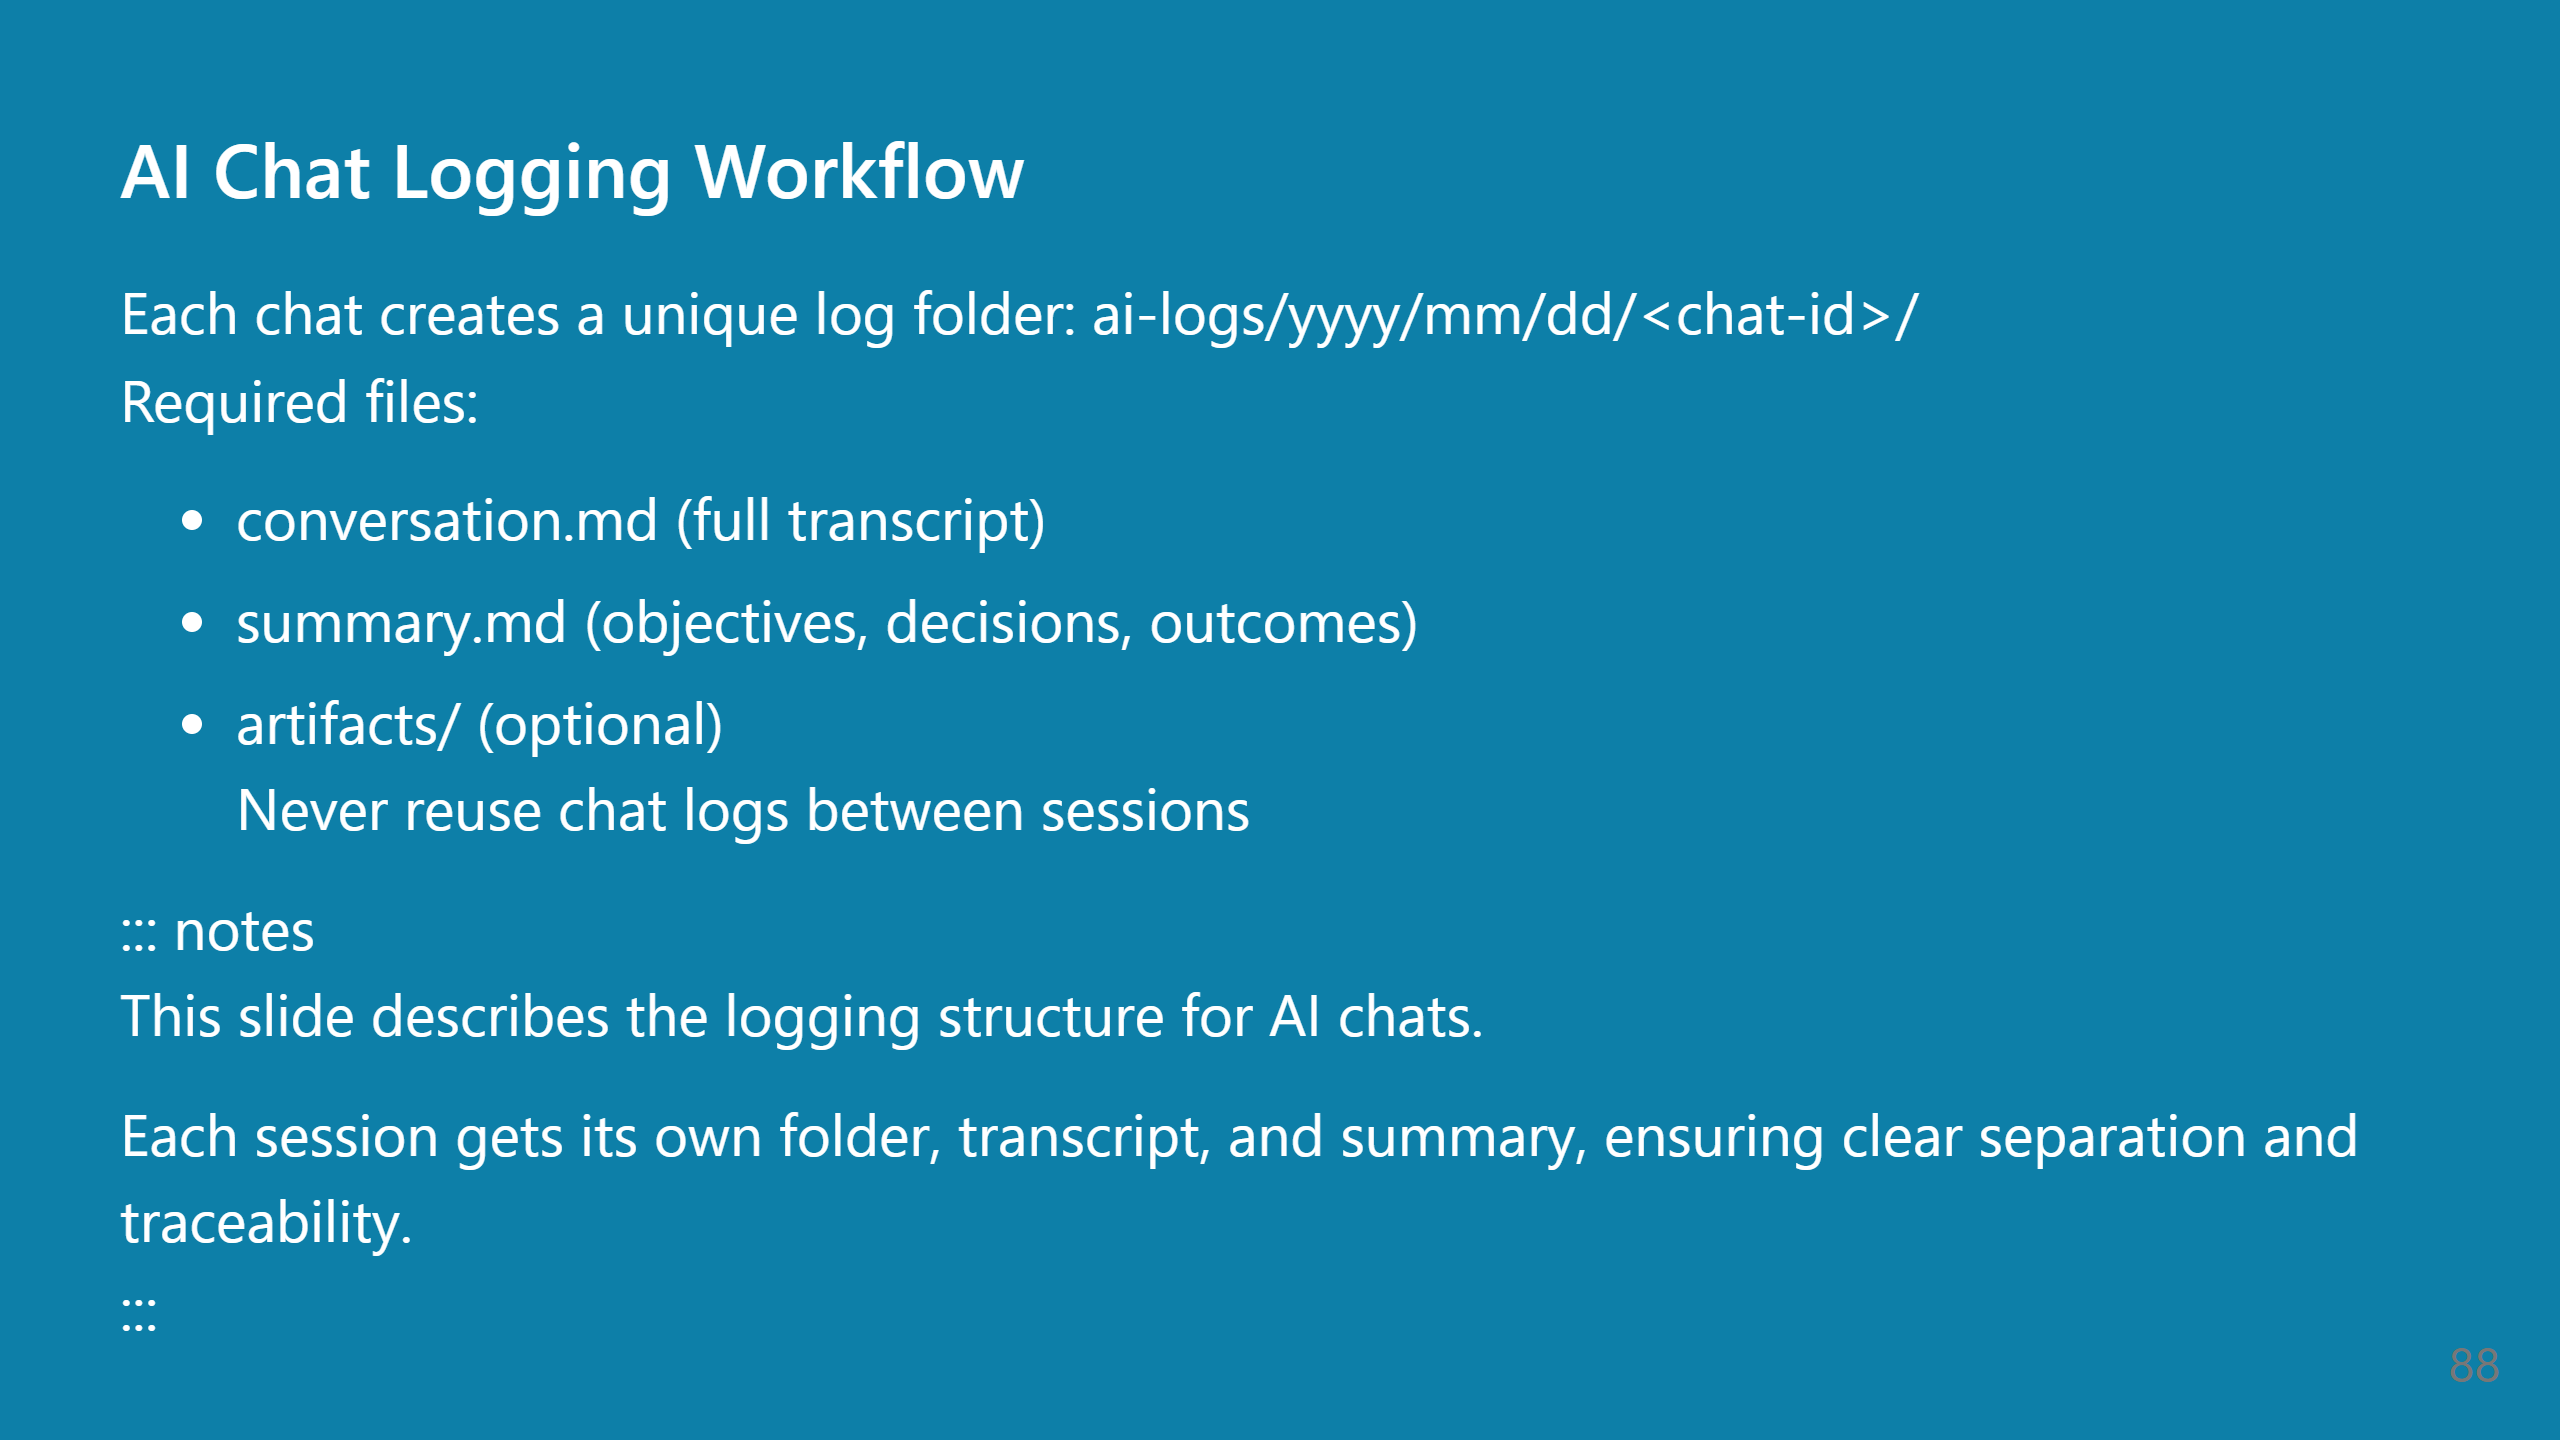 AI Chat Logging Workflow
Each chat creates a unique log folder: ai-logs/yyyy/mm/dd/<chat-id>/
Required files:
• conversation.md (full transcript)
• summary.md (objectives, decisions, outcomes)
• artifacts/ (optional)
Never reuse chat logs between sessions
::: notes
This slide describes the logging structure for AI chats.
Each session gets its own folder, transcript, and summary, ensuring clear separation and
traceability.
:::
88